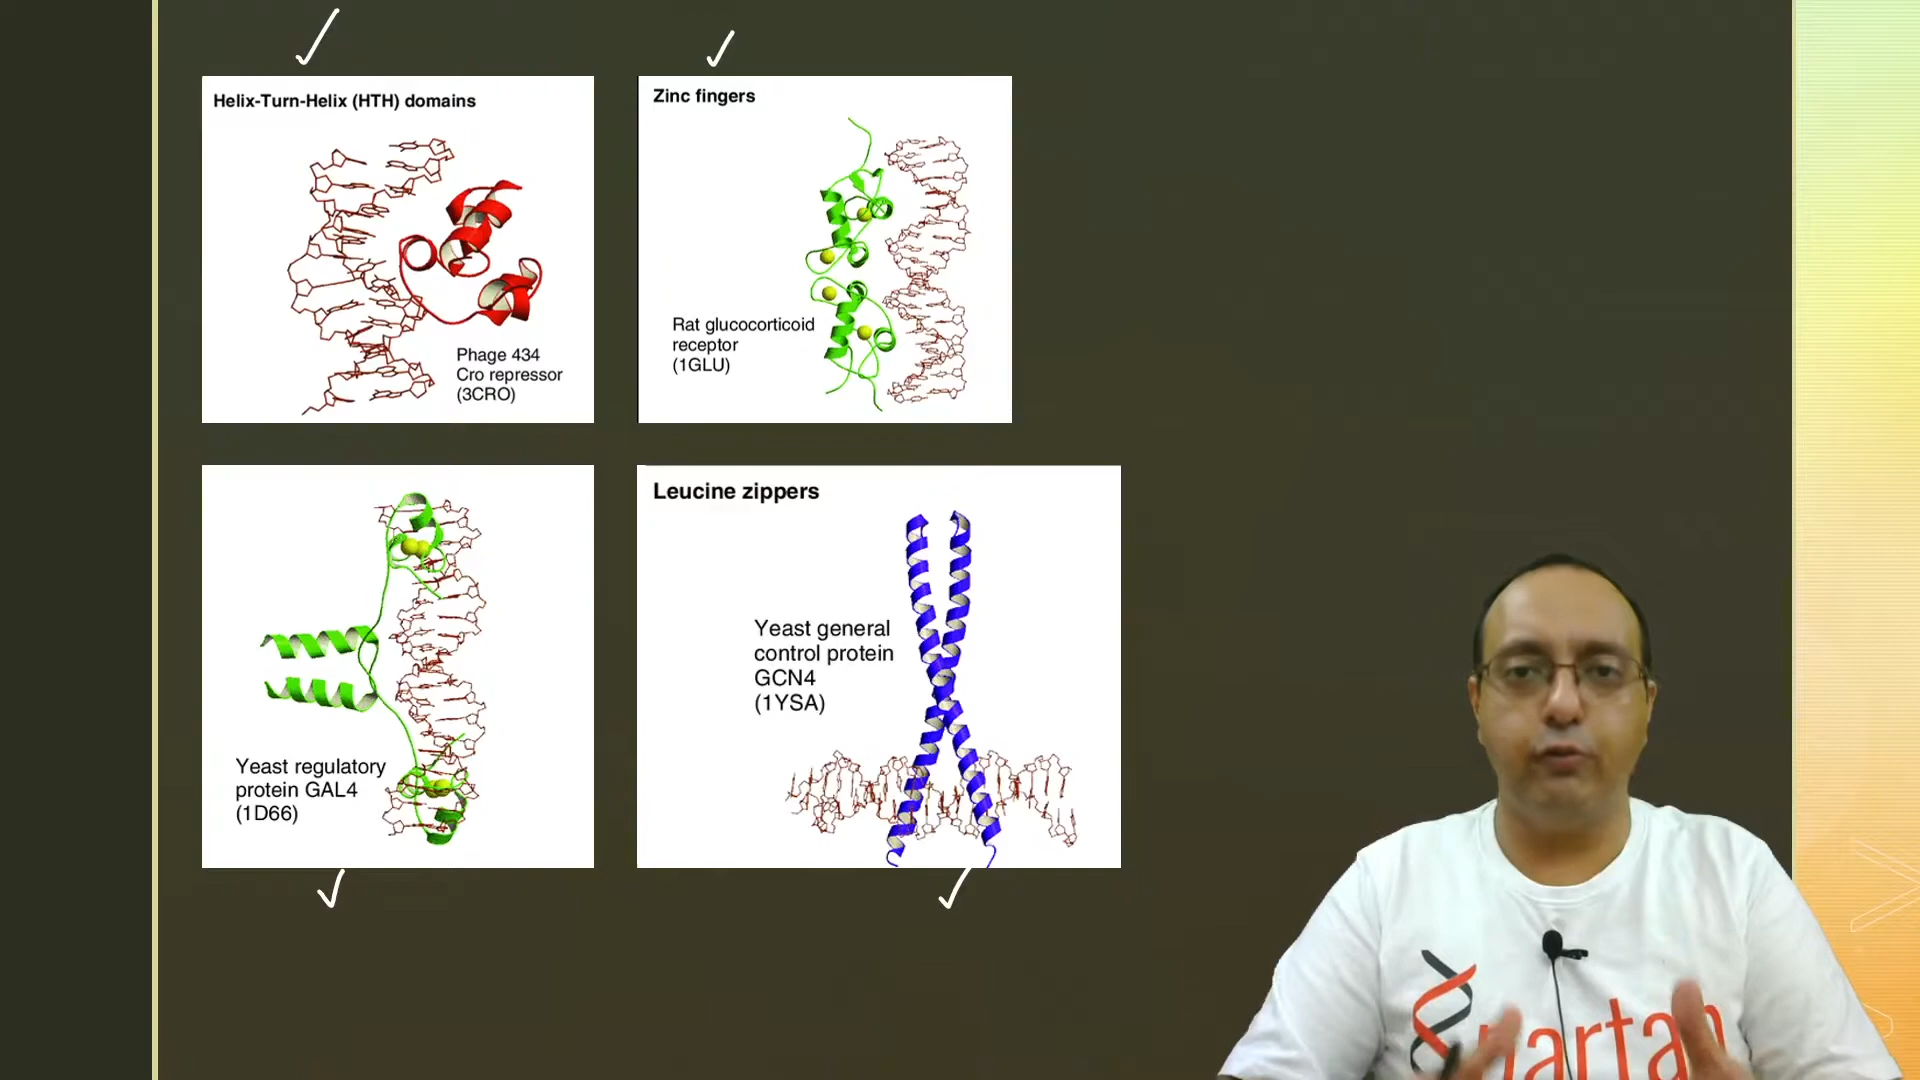 Helix-Turn-Helix (HTH) domains
Phage 434
Cro repressor
(3CRO)
Zinc fingers
Rat glucocorticoid
receptor
(1GLU)
Yeast regulatory
protein GAL4
(1D66)
Leucine zippers
Yeast general
control protein
GCN4
(1YSA)